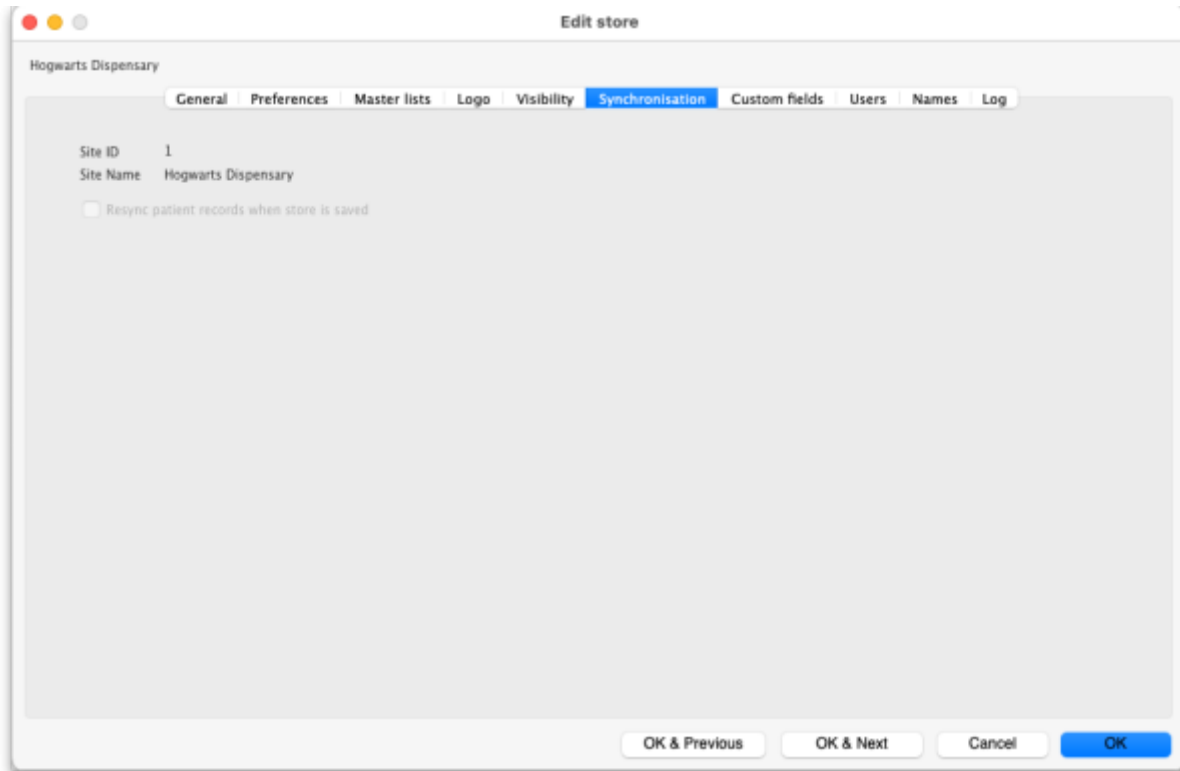 Edit store
Hogwarts Dispensary
General Preferences Master lists Logo Visibility Synchronisation Custom fields Users Names Log
Site ID 1
Site Name Hogwarts Dispensary
Resync patient records when store is saved
OK & Previous OK & Next Cancel OK